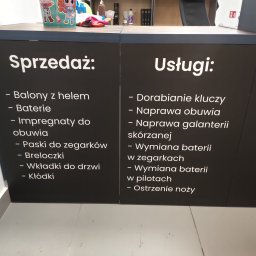 Sprzedaż:
- Balony z helem
- Baterie
- Impregnaty do
obuwia
- Paski do zegarków
- Breloczki
- Wkładki do drzwi
- Kłódki
Usługi:
- Dorabianie kluczy
- Naprawa obuwia
- Naprawa galanterii
skórzanej
- Wymiana baterii
w zegarkach
- Wymiana baterii
w pilotach
- Ostrzenie noży